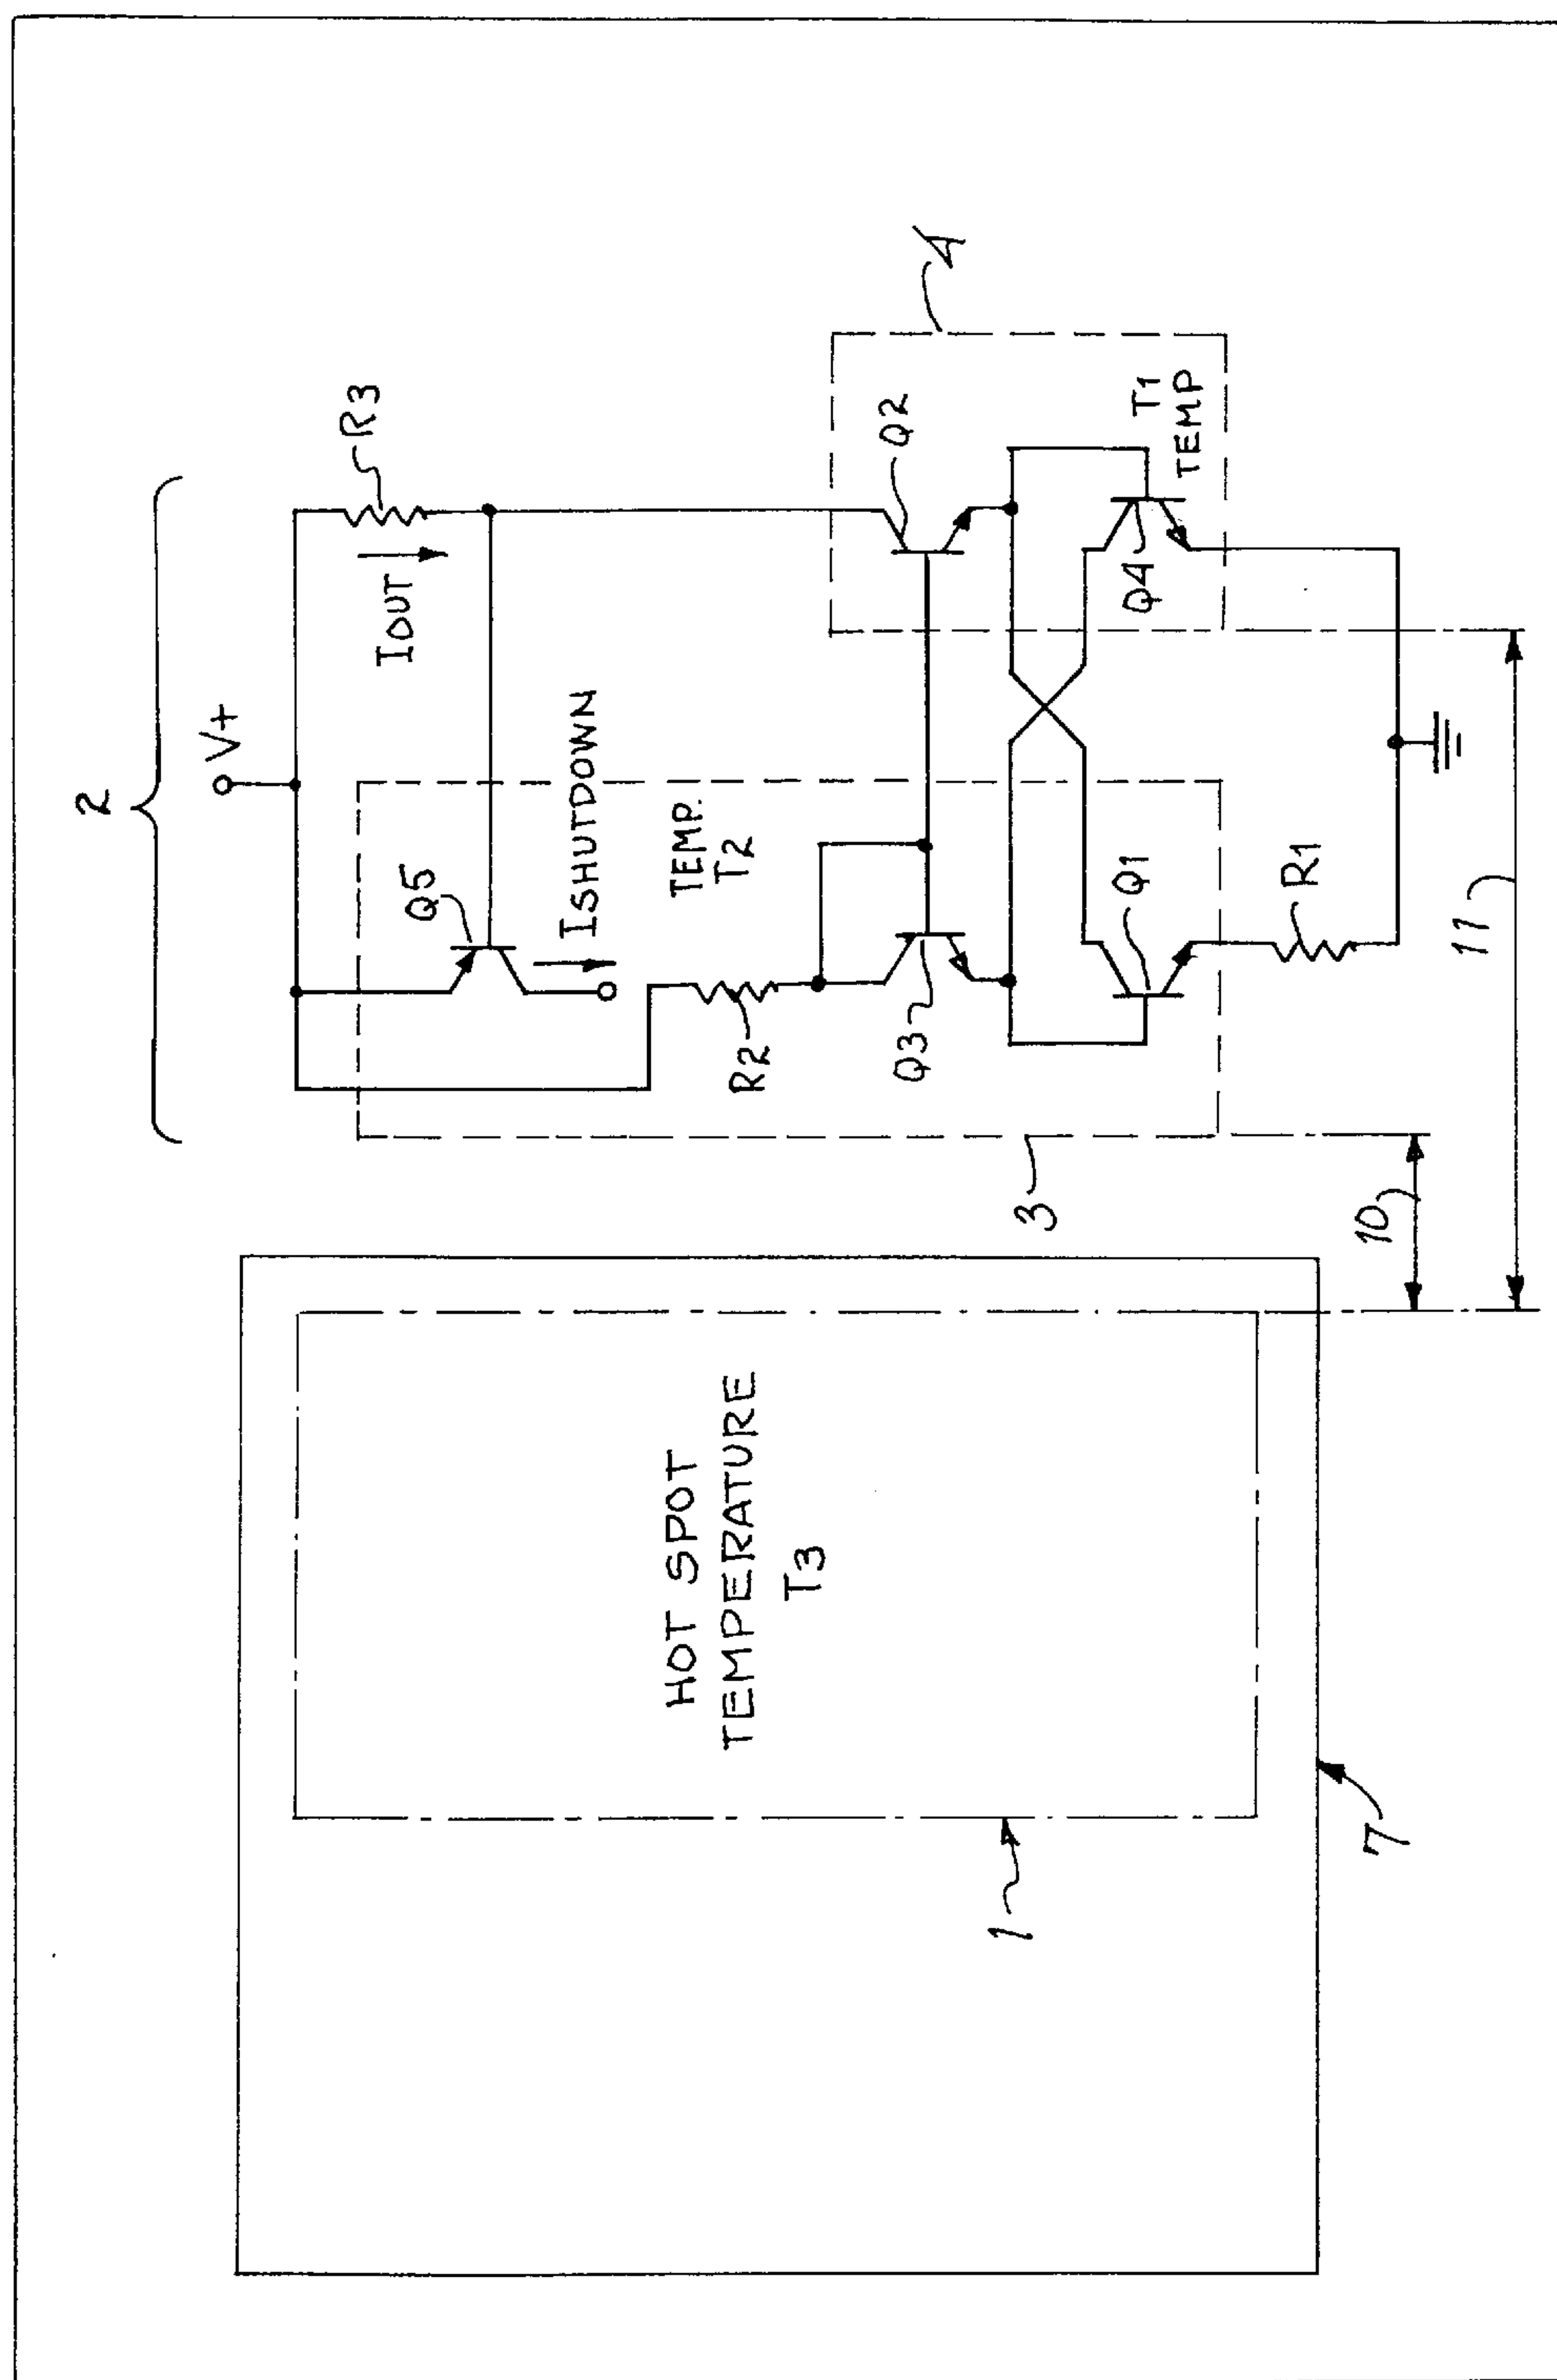 2
V+
R3
IOUT
Q5
ISHUTDOWN
TEMP.
T2
R2
Q3
Q2
4
Q4
T1
TEMP
Q1
R1
3
10
11
HOT SPOT
TEMPERATURE
T3
1
7